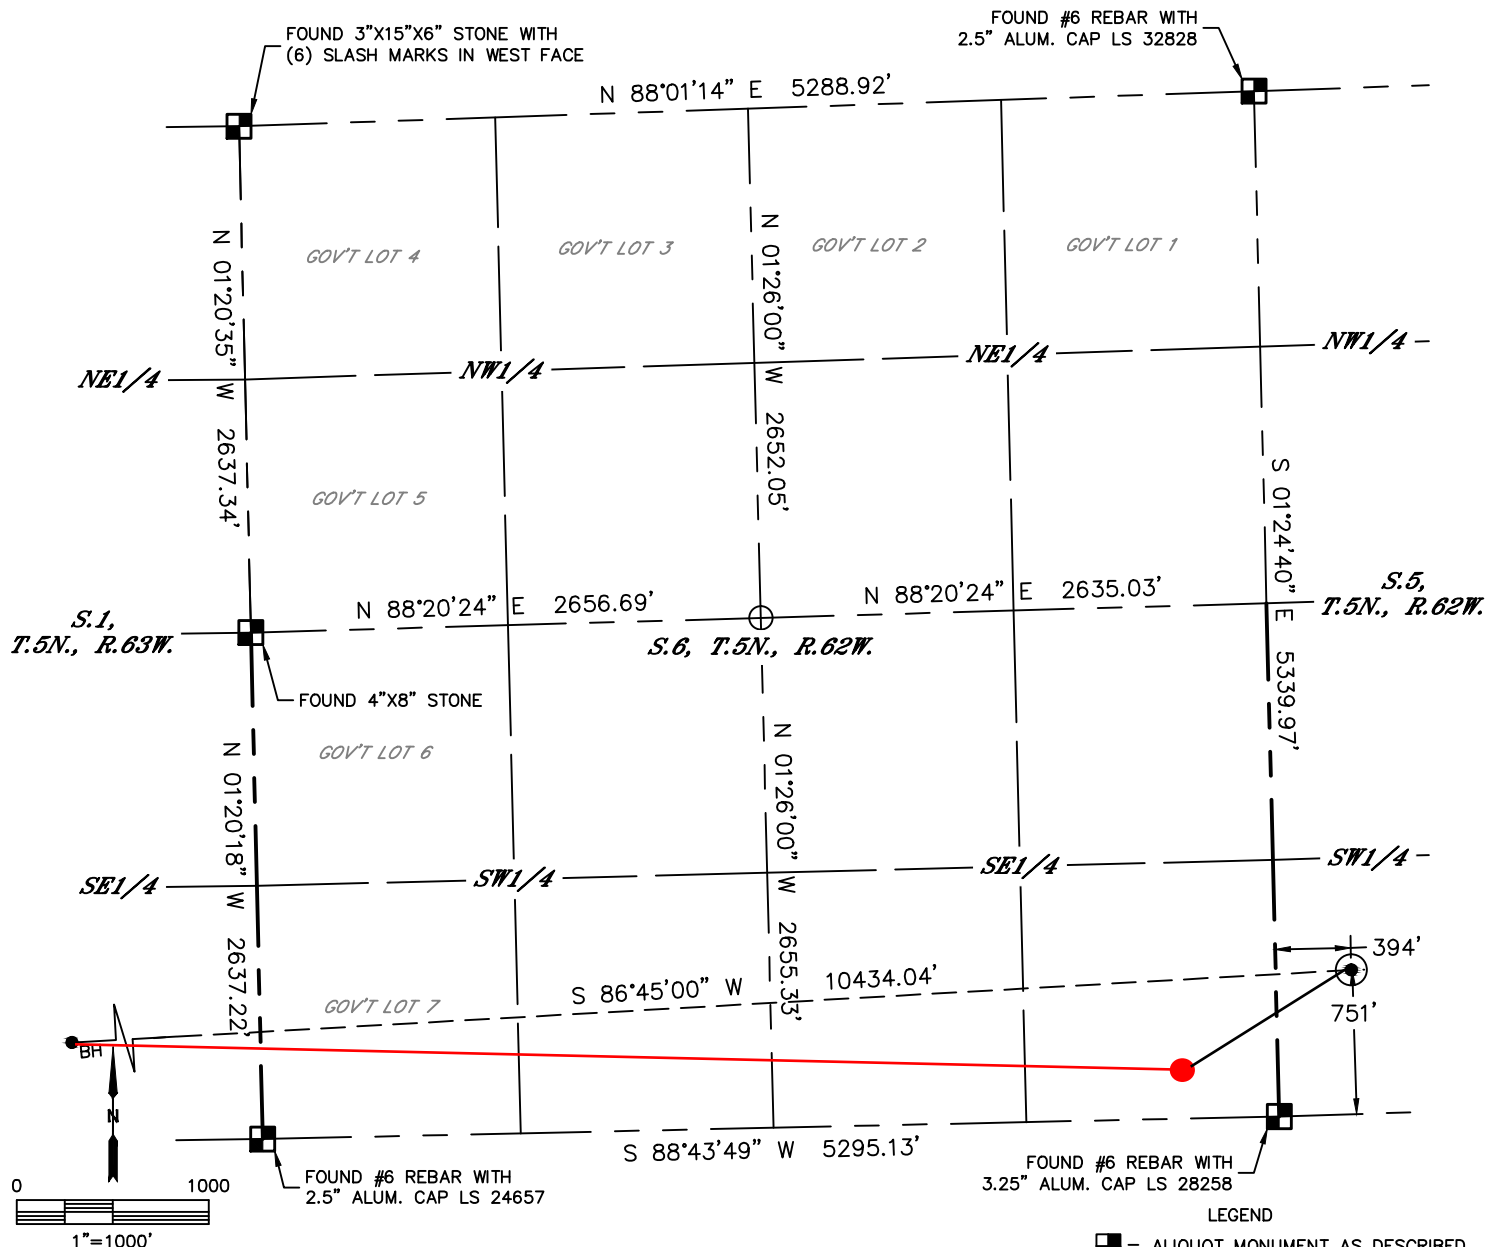 FOUND 3"X15"X6" STONE WITH
(6) SLASH MARKS IN WEST FACE
FOUND #6 REBAR WITH
2.5" ALUM. CAP LS 32828
N 88°01'14" E 5288.92'
GOV'T LOT 4
GOV'T LOT 3
GOV'T LOT 2
GOV'T LOT 1
N 01°20'35" W 2637.34'
N 01°26'00" W 2652.05'
NE1/4
NW1/4
NE1/4
NW1/4
GOV'T LOT 5
S 01°24'40" E 5339.97'
S.1,
T.5N., R.63W.
N 88°20'24" E 2656.69'
N 88°20'24" E 2635.03'
S.5,
T.5N., R.62W.
S.6, T.5N., R.62W.
FOUND 4"X8" STONE
GOV'T LOT 6
N 01°20'18" W 2637.22'
N 01°26'00" W 2655.33'
SE1/4
SW1/4
SE1/4
SW1/4
394'
S 86°45'00" W 10434.04'
GOV'T LOT 7
751'
BH
N
S 88°43'49" W 5295.13'
FOUND #6 REBAR WITH
2.5" ALUM. CAP LS 24657
FOUND #6 REBAR WITH
3.25" ALUM. CAP LS 28258
0 1000
1"=1000'
LEGEND
- ALIQUOT MONUMENT AS DESCRIBED